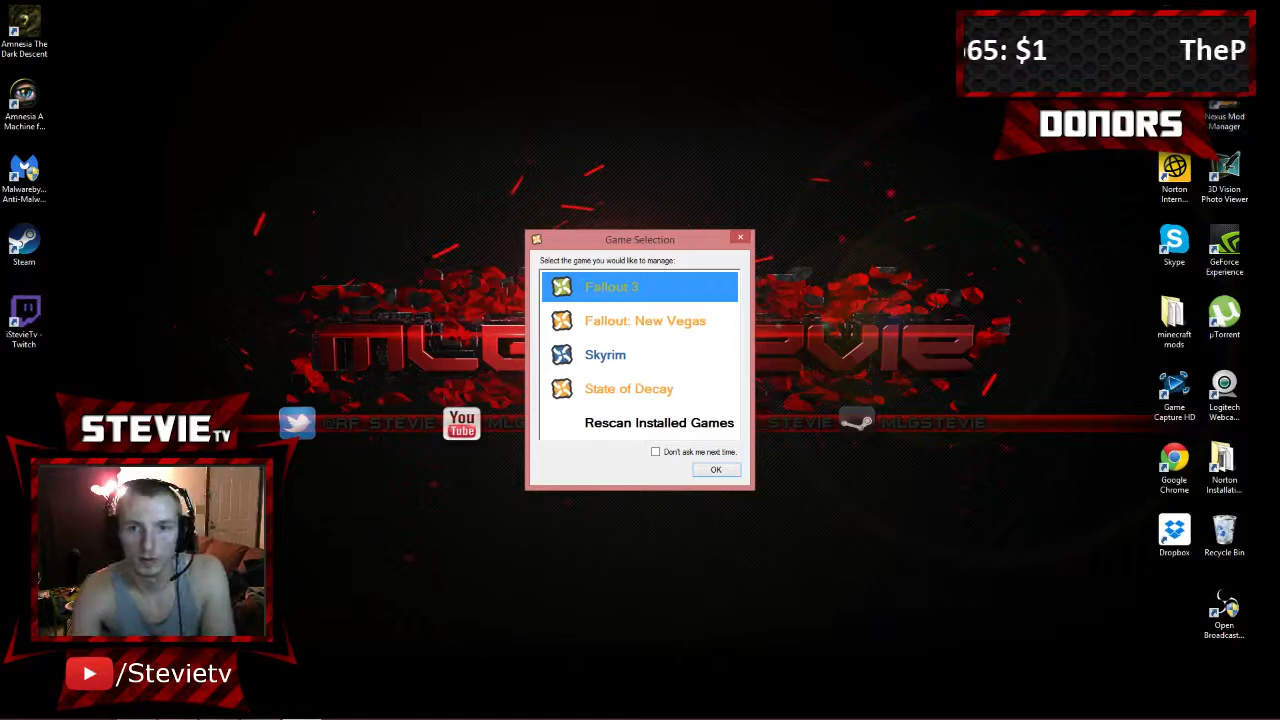 Amnesia The
Dark Descent
Amnesia A
Machine f...
Malwareby...
Anti-Malw...
Steam
iStevieTv -
Twitch
65: $1 TheP
DONORS
Nexus Mod
Manager
Norton
Intern...
3D Vision
Photo Viewer
Skype
GeForce
Experience
minecraft
mods
µTorrent
Game
Capture HD
Logitech
Webca...
Google
Chrome
Norton
Installati...
Dropbox
Recycle Bin
Open
Broadcast...
Game Selection
Select the game you would like to manage:
Fallout 3
Fallout: New Vegas
Skyrim
State of Decay
Rescan Installed Games
Don't ask me next time.
OK
@RF_STEVIE
You
Tube
MLGSTEVIE
STEVIE TV
/Stevietv